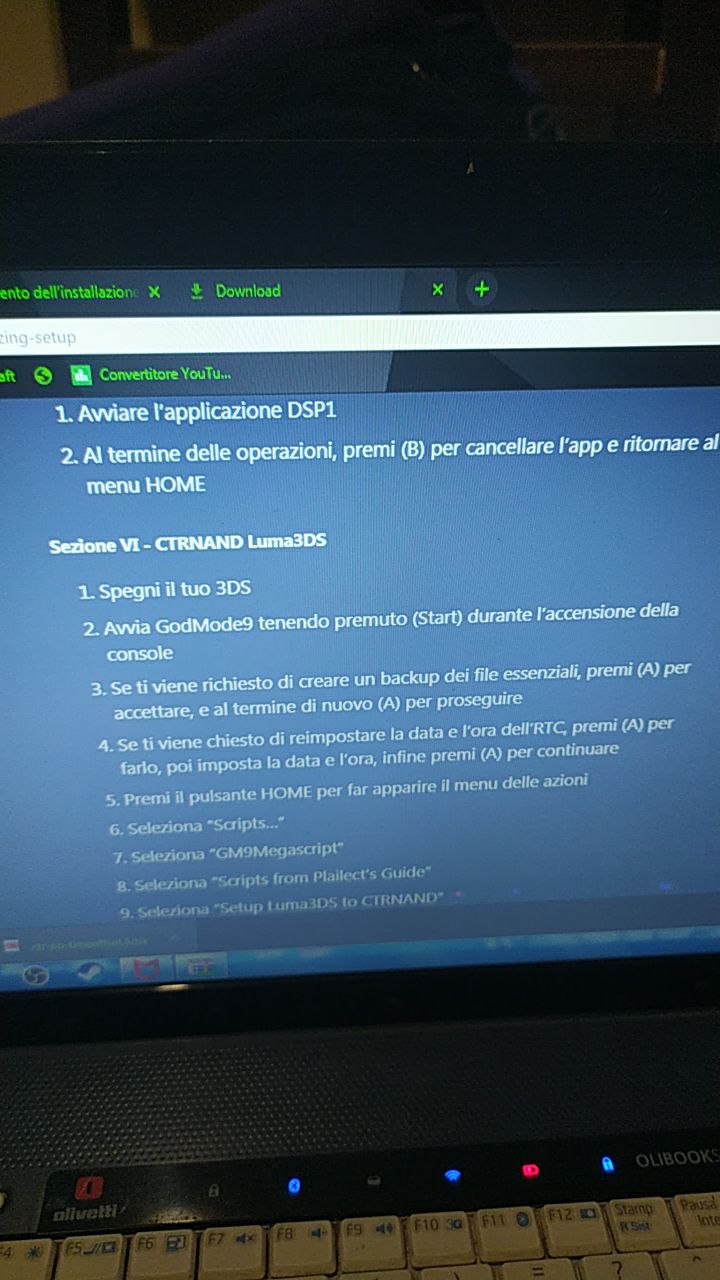 ento dell'installazione × Download × +
zing-setup
aft Convertitore YouTu...
1. Avviare l'applicazione DSP1
2. Al termine delle operazioni, premi (B) per cancellare l'app e ritornare al
menu HOME
Sezione VI - CTRNAND Luma3DS
1. Spegni il tuo 3DS
2. Avvia GodMode9 tenendo premuto (Start) durante l'accensione della
console
3. Se ti viene richiesto di creare un backup dei file essenziali, premi (A) per
accettare, e al termine di nuovo (A) per proseguire
4. Se ti viene chiesto di reimpostare la data e l'ora dell'RTC, premi (A) per
farlo, poi imposta la data e l'ora, infine premi (A) per continuare
5. Premi il pulsante HOME per far apparire il menu delle azioni
6. Seleziona "Scripts..."
7. Seleziona "GM9Megascript"
8. Seleziona "Scripts from Plailect's Guide"
9. Seleziona "Setup Luma3DS to CTRNAND"
olivetti
OLIBOOKS
F4 F5 F6 F7 F8 F9 F10 3G F11 F12 Stamp Pausa
R Sist Inte